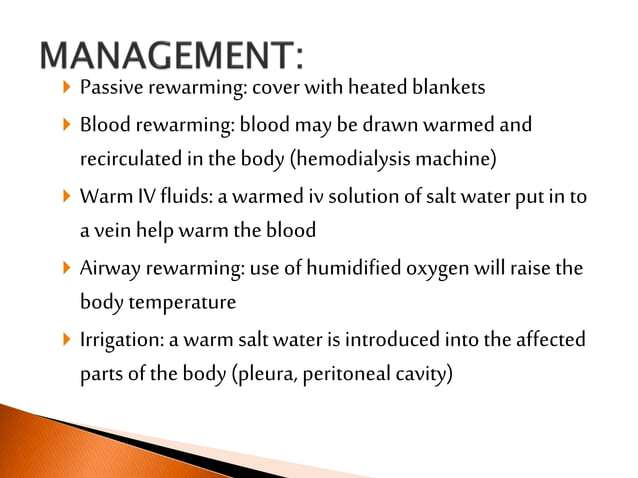 MANAGEMENT:
Passive rewarming: cover with heated blankets
Blood rewarming: blood may be drawn warmed and
recirculated in the body (hemodialysis machine)
Warm IV fluids: a warmed iv solution of salt water put in to
a vein help warm the blood
Airway rewarming: use of humidified oxygen will raise the
body temperature
Irrigation: a warm salt water is introduced into the affected
parts of the body (pleura, peritoneal cavity)